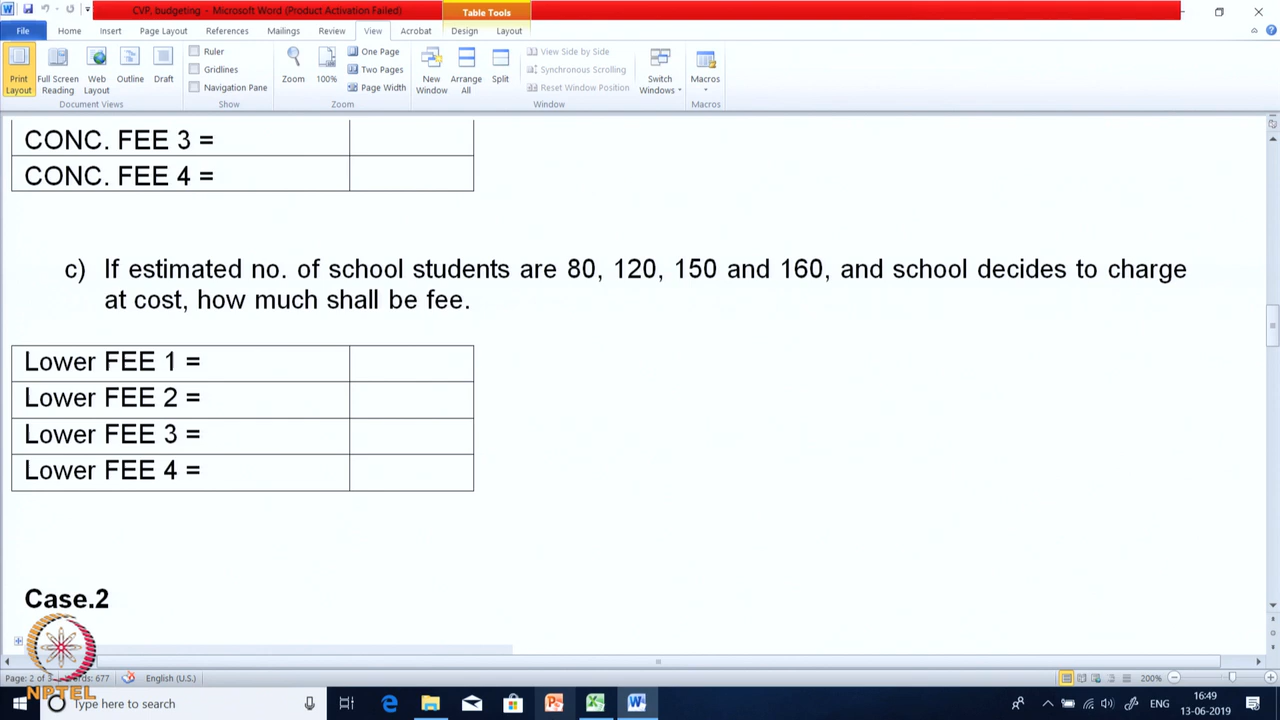 CVP, budgeting - Microsoft Word (Product Activation Failed)
Table Tools
File Home Insert Page Layout References Mailings Review View Acrobat Design Layout
Print Layout
Full Screen Reading
Web Layout
Outline
Draft
Document Views
Ruler
Gridlines
Navigation Pane
Show
Zoom
100%
One Page
Two Pages
Page Width
Zoom
New Window
Arrange All
Split
View Side by Side
Synchronous Scrolling
Reset Window Position
Window
Switch Windows
Macros
Macros
CONC. FEE 3 =
CONC. FEE 4 =
c) If estimated no. of school students are 80, 120, 150 and 160, and school decides to charge
at cost, how much shall be fee.
Lower FEE 1 =
Lower FEE 2 =
Lower FEE 3 =
Lower FEE 4 =
Case.2
Page: 2 of 3 Words: 677 English (U.S.) 200%
NPTEL
Type here to search
ENG
16:49
13-06-2019